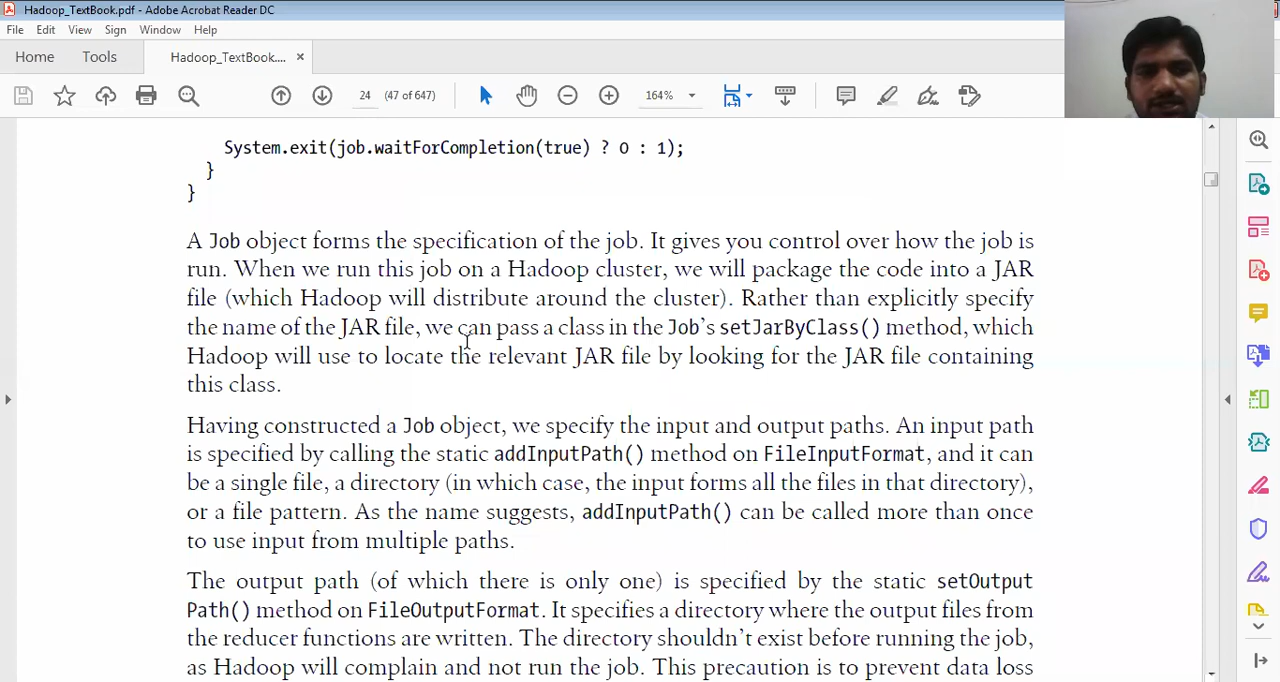 Hadoop_TextBook.pdf - Adobe Acrobat Reader DC
File Edit View Sign Window Help
Home Tools Hadoop_TextBook.... ×
24 (47 of 647) 164%
System.exit(job.waitForCompletion(true) ? 0 : 1);
}
}
A Job object forms the specification of the job. It gives you control over how the job is
run. When we run this job on a Hadoop cluster, we will package the code into a JAR
file (which Hadoop will distribute around the cluster). Rather than explicitly specify
the name of the JAR file, we can pass a class in the Job’s setJarByClass() method, which
Hadoop will use to locate the relevant JAR file by looking for the JAR file containing
this class.
Having constructed a Job object, we specify the input and output paths. An input path
is specified by calling the static addInputPath() method on FileInputFormat, and it can
be a single file, a directory (in which case, the input forms all the files in that directory),
or a file pattern. As the name suggests, addInputPath() can be called more than once
to use input from multiple paths.
The output path (of which there is only one) is specified by the static setOutput
Path() method on FileOutputFormat. It specifies a directory where the output files from
the reducer functions are written. The directory shouldn’t exist before running the job,
as Hadoop will complain and not run the job. This precaution is to prevent data loss